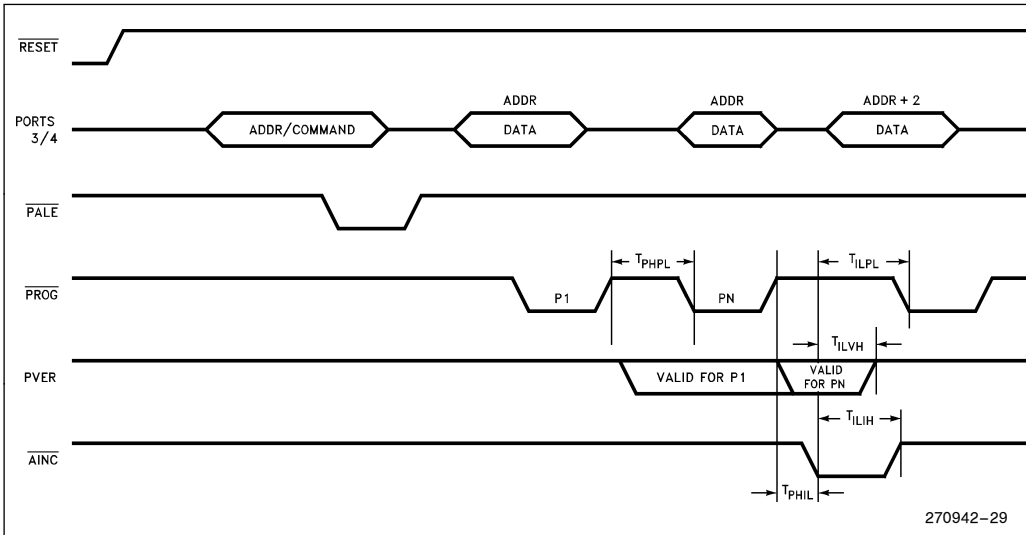 RESET
ADDR ADDR ADDR + 2
PORTS
3/4
ADDR/COMMAND DATA DATA DATA
PALE
TPHPL TILPL
PROG
P1 PN
TILVH
PVER
VALID FOR P1
VALID
FOR PN
TILIH
AINC
TPHIL
270942-29